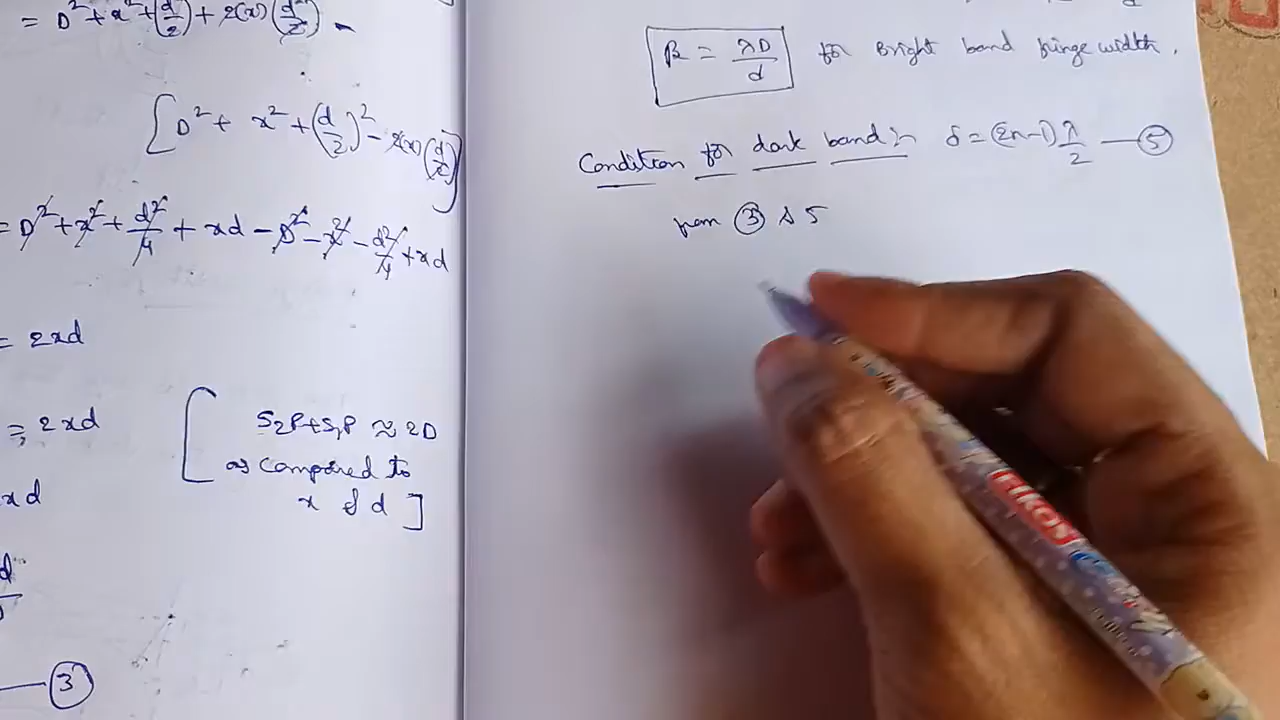 = D² + x² + (d/2) + 2(x)(d/2)
[D² + x² + (d/2)² - 2(x)(d/2)]
= D² + x² + d²/4 + xd - D² - x² - d²/4 + xd
= 2xd
= 2xd [S₂P+S₁P ≈ 2D
as compared to
x & d]
xd
d
— ③
β = λD/d for Bright band fringe width.
Condition for dark band :- δ = (2n-1) λ/2 — ⑤
from ③ & 5